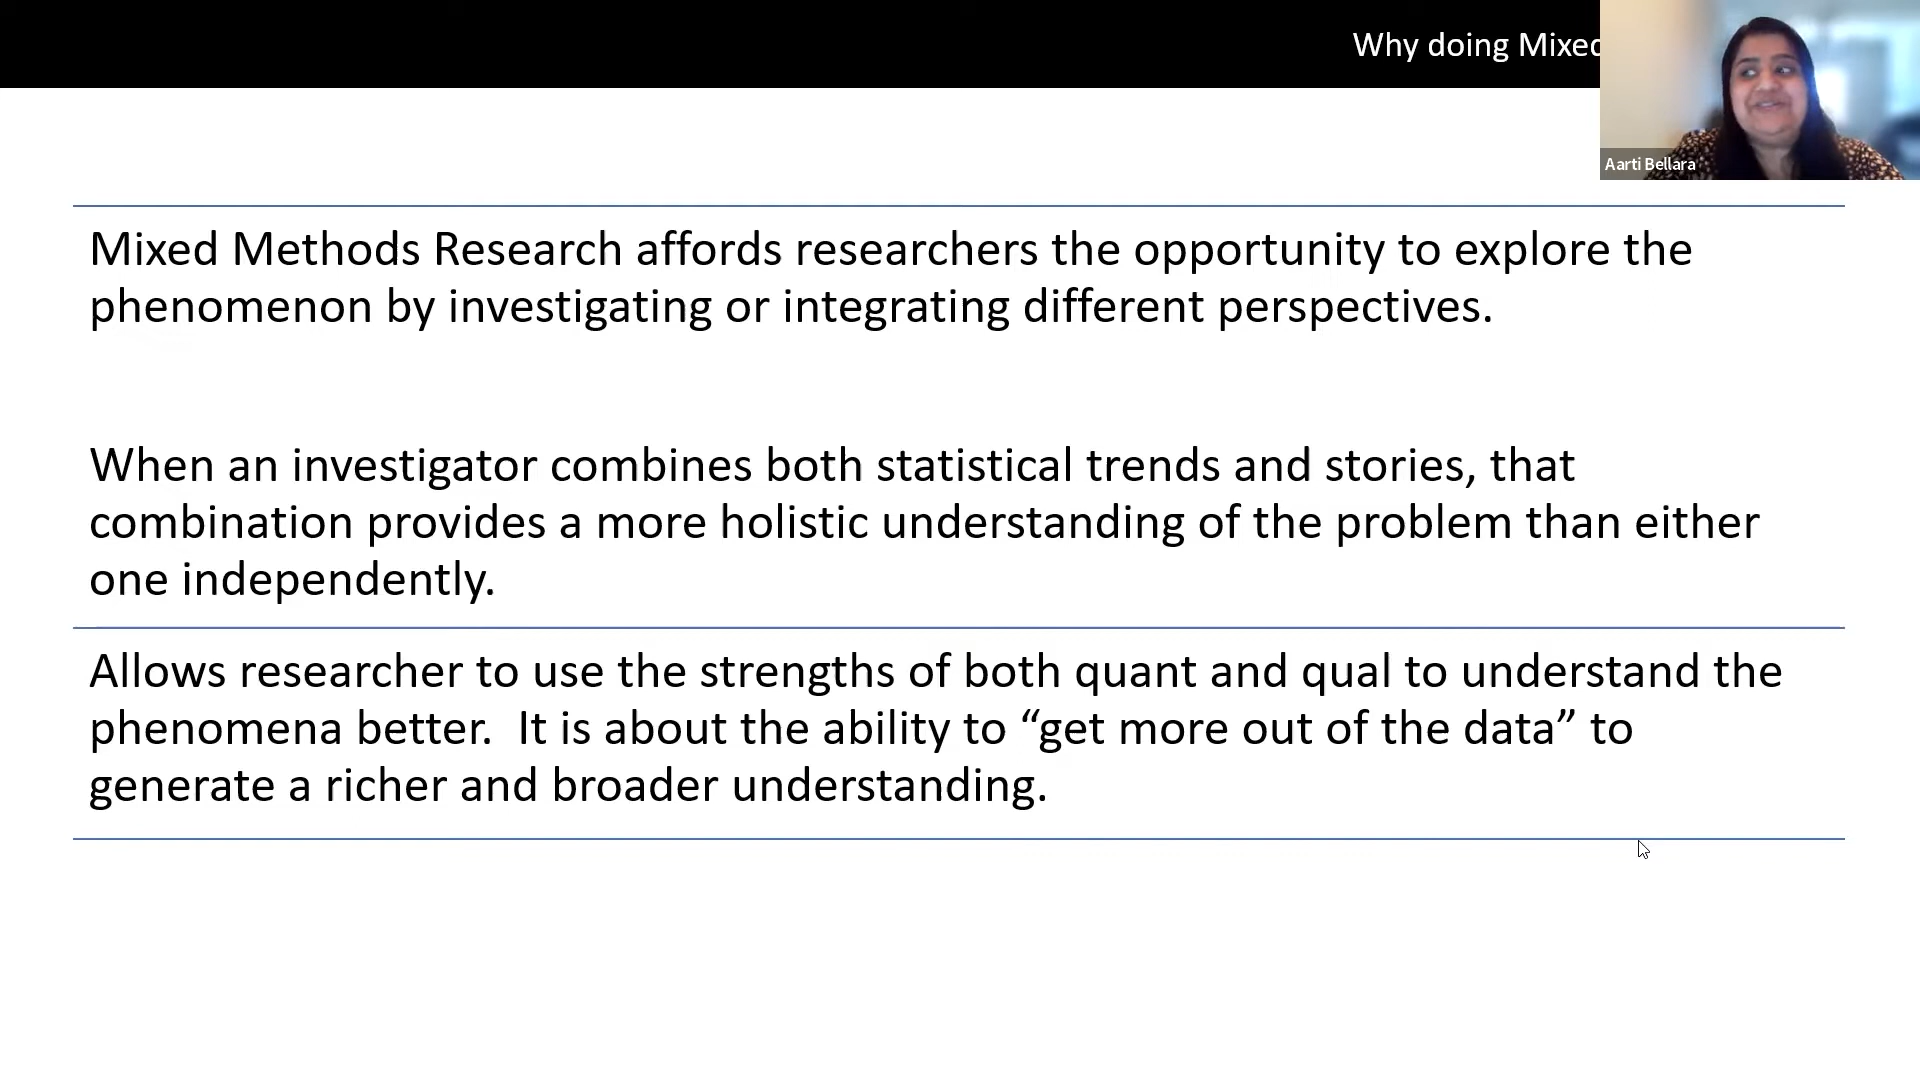 Why doing Mixed
Aarti Bellara
Mixed Methods Research affords researchers the opportunity to explore the
phenomenon by investigating or integrating different perspectives.
When an investigator combines both statistical trends and stories, that
combination provides a more holistic understanding of the problem than either
one independently.
Allows researcher to use the strengths of both quant and qual to understand the
phenomena better.  It is about the ability to “get more out of the data” to
generate a richer and broader understanding.